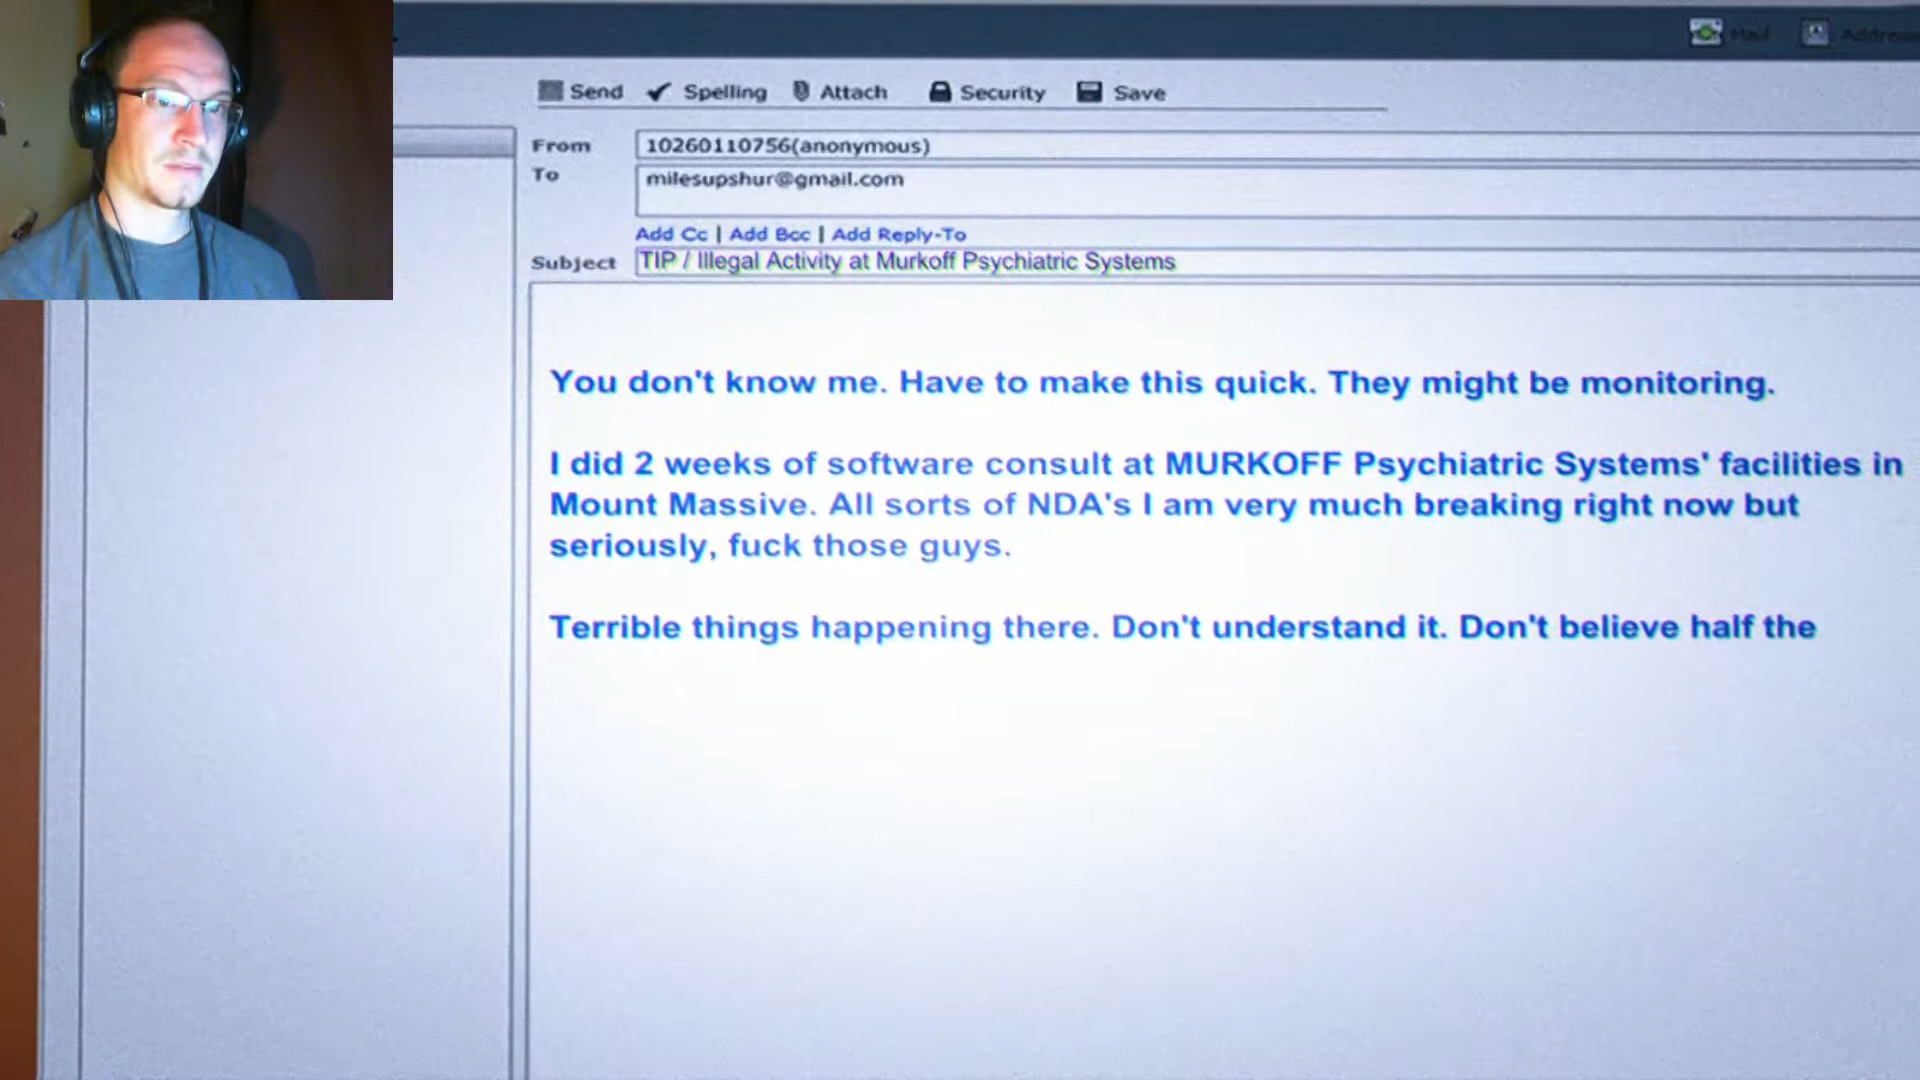 Mail Address
Send Spelling Attach Security Save
From 10260110756(anonymous)
To milesupshur@gmail.com
Add Cc | Add Bcc | Add Reply-To
Subject TIP / Illegal Activity at Murkoff Psychiatric Systems
You don't know me. Have to make this quick. They might be monitoring.
I did 2 weeks of software consult at MURKOFF Psychiatric Systems' facilities in
Mount Massive. All sorts of NDA's I am very much breaking right now but
seriously, fuck those guys.
Terrible things happening there. Don't understand it. Don't believe half the